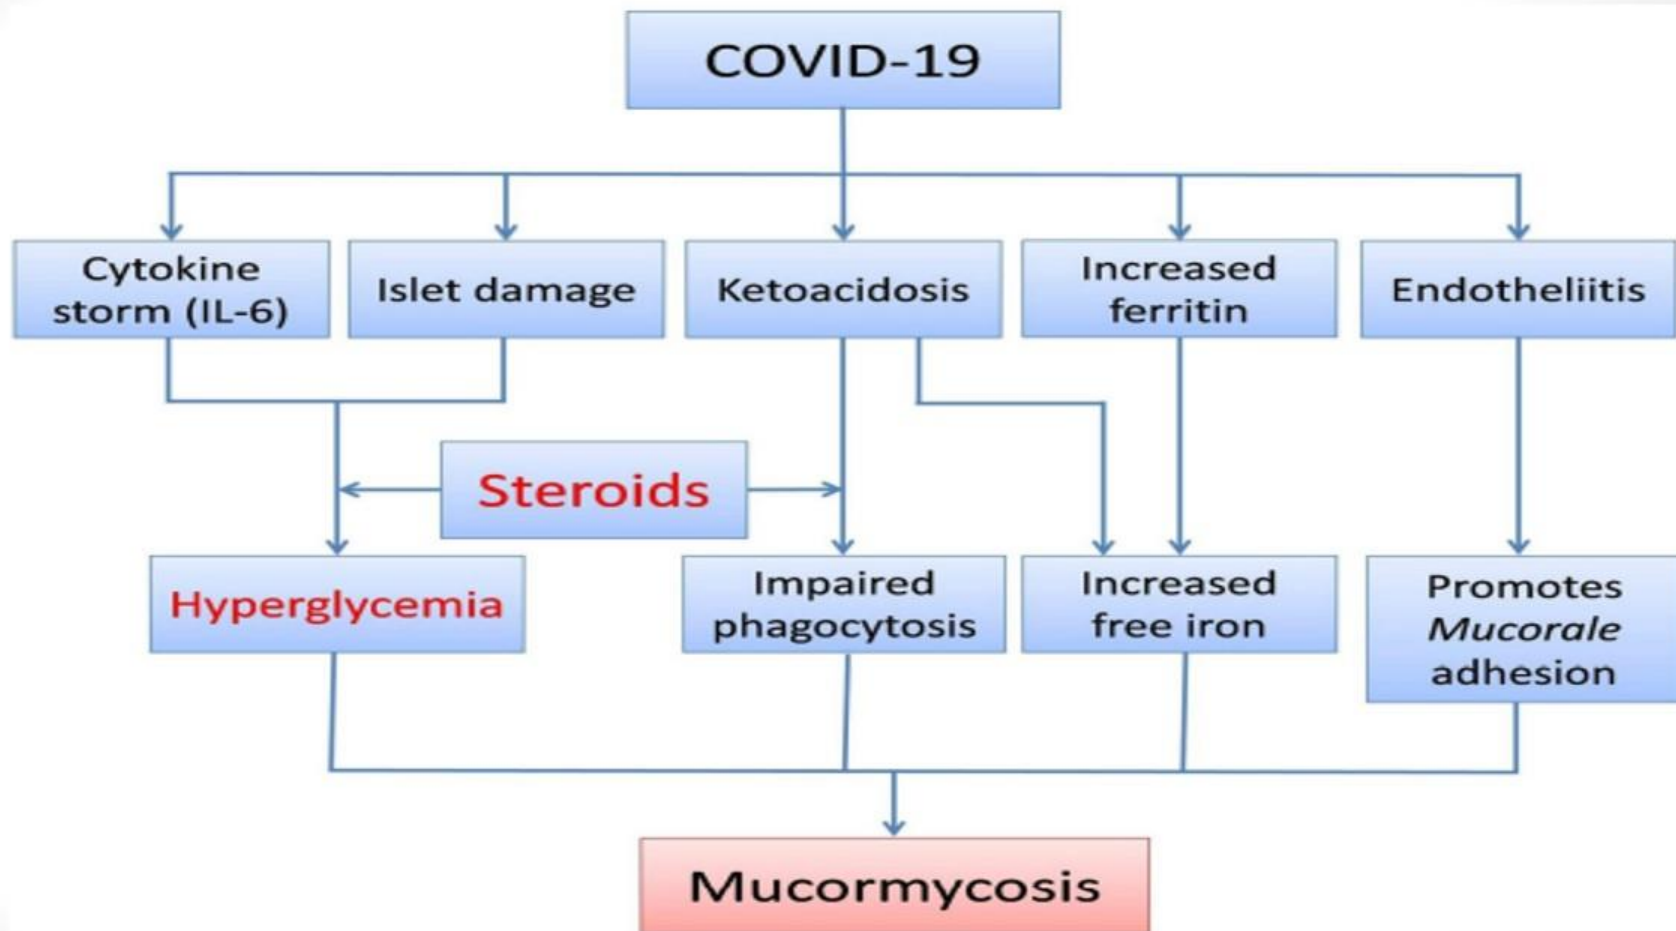 COVID-19
Cytokine
storm (IL-6)
Islet damage
Ketoacidosis
Increased
ferritin
Endotheliitis
Steroids
Hyperglycemia
Impaired
phagocytosis
Increased
free iron
Promotes
Mucorale
adhesion
Mucormycosis